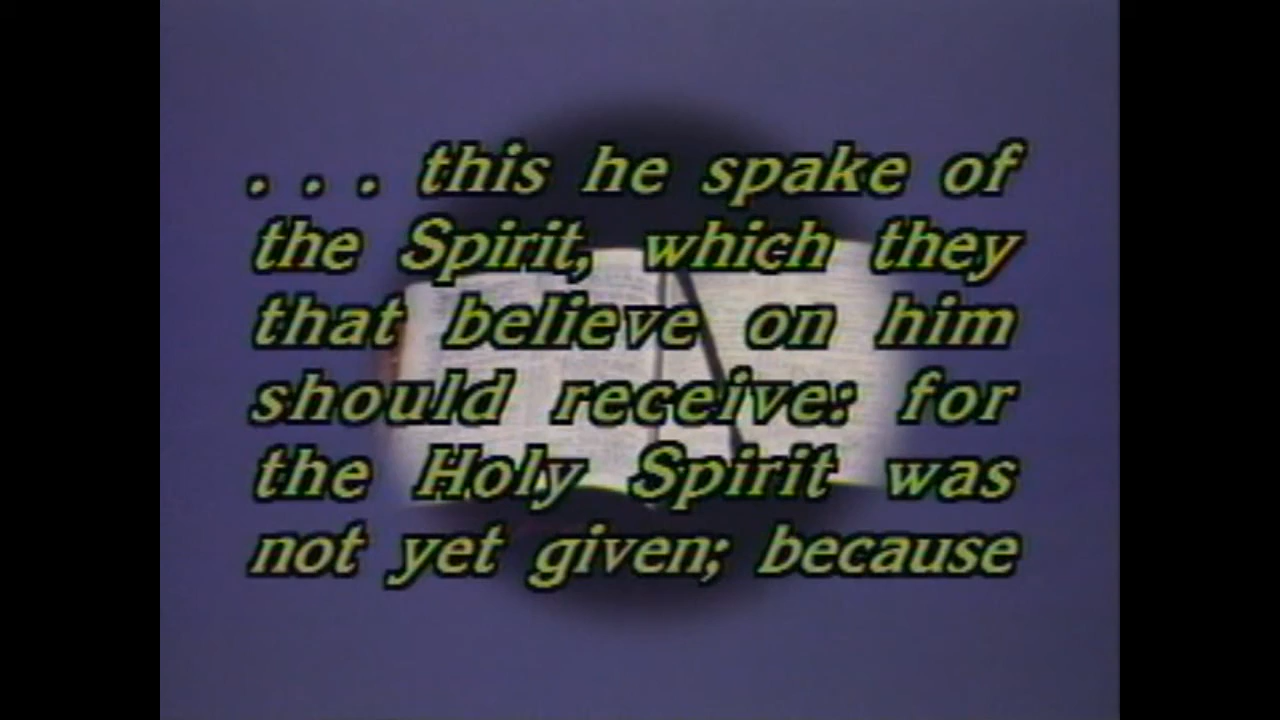 . . . this he spake of
the Spirit, which they
that believe on him
should receive: for
the Holy Spirit was
not yet given; because